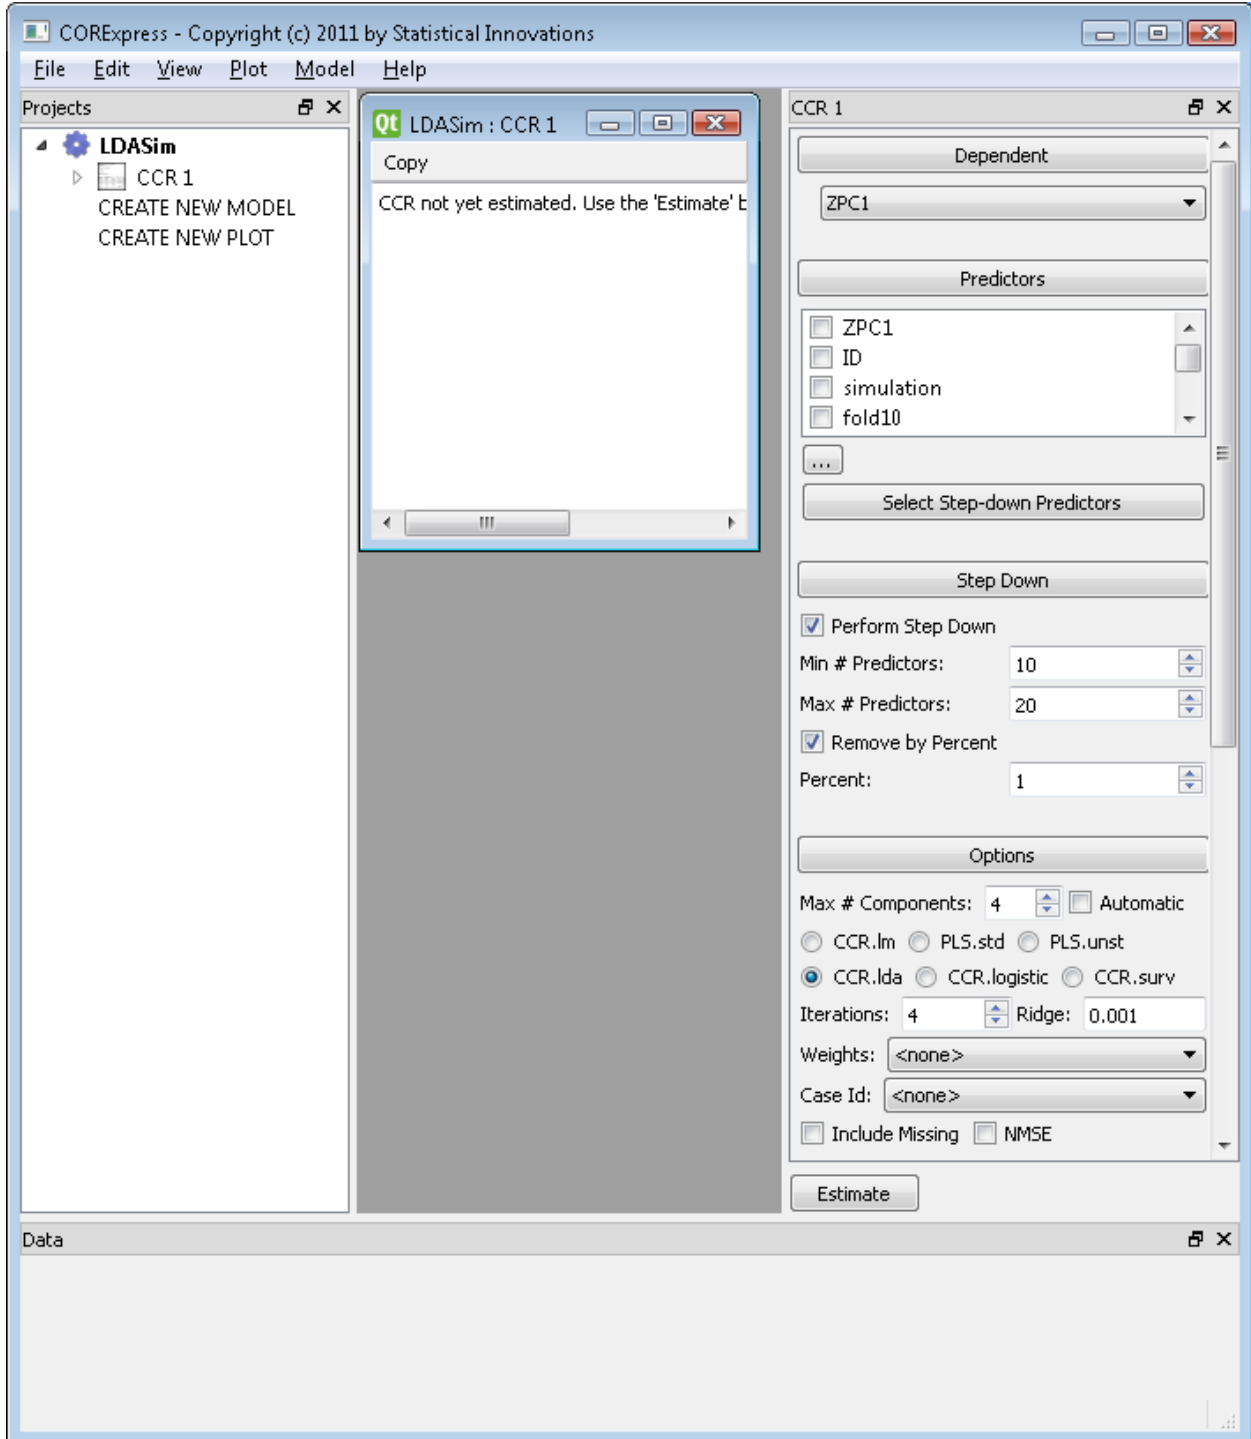 CORExpress - Copyright (c) 2011 by Statistical Innovations
File Edit View Plot Model Help
Projects
LDASim
CCR 1
CREATE NEW MODEL
CREATE NEW PLOT
Qt LDASim : CCR 1
Copy
CCR not yet estimated. Use the 'Estimate' b
CCR 1
Dependent
ZPC1
Predictors
ZPC1
ID
simulation
fold10
...
Select Step-down Predictors
Step Down
Perform Step Down
Min # Predictors: 10
Max # Predictors: 20
Remove by Percent
Percent: 1
Options
Max # Components: 4 Automatic
CCR.lm PLS.std PLS.unst
CCR.lda CCR.logistic CCR.surv
Iterations: 4 Ridge: 0.001
Weights: <none>
Case Id: <none>
Include Missing NMSE
Estimate
Data